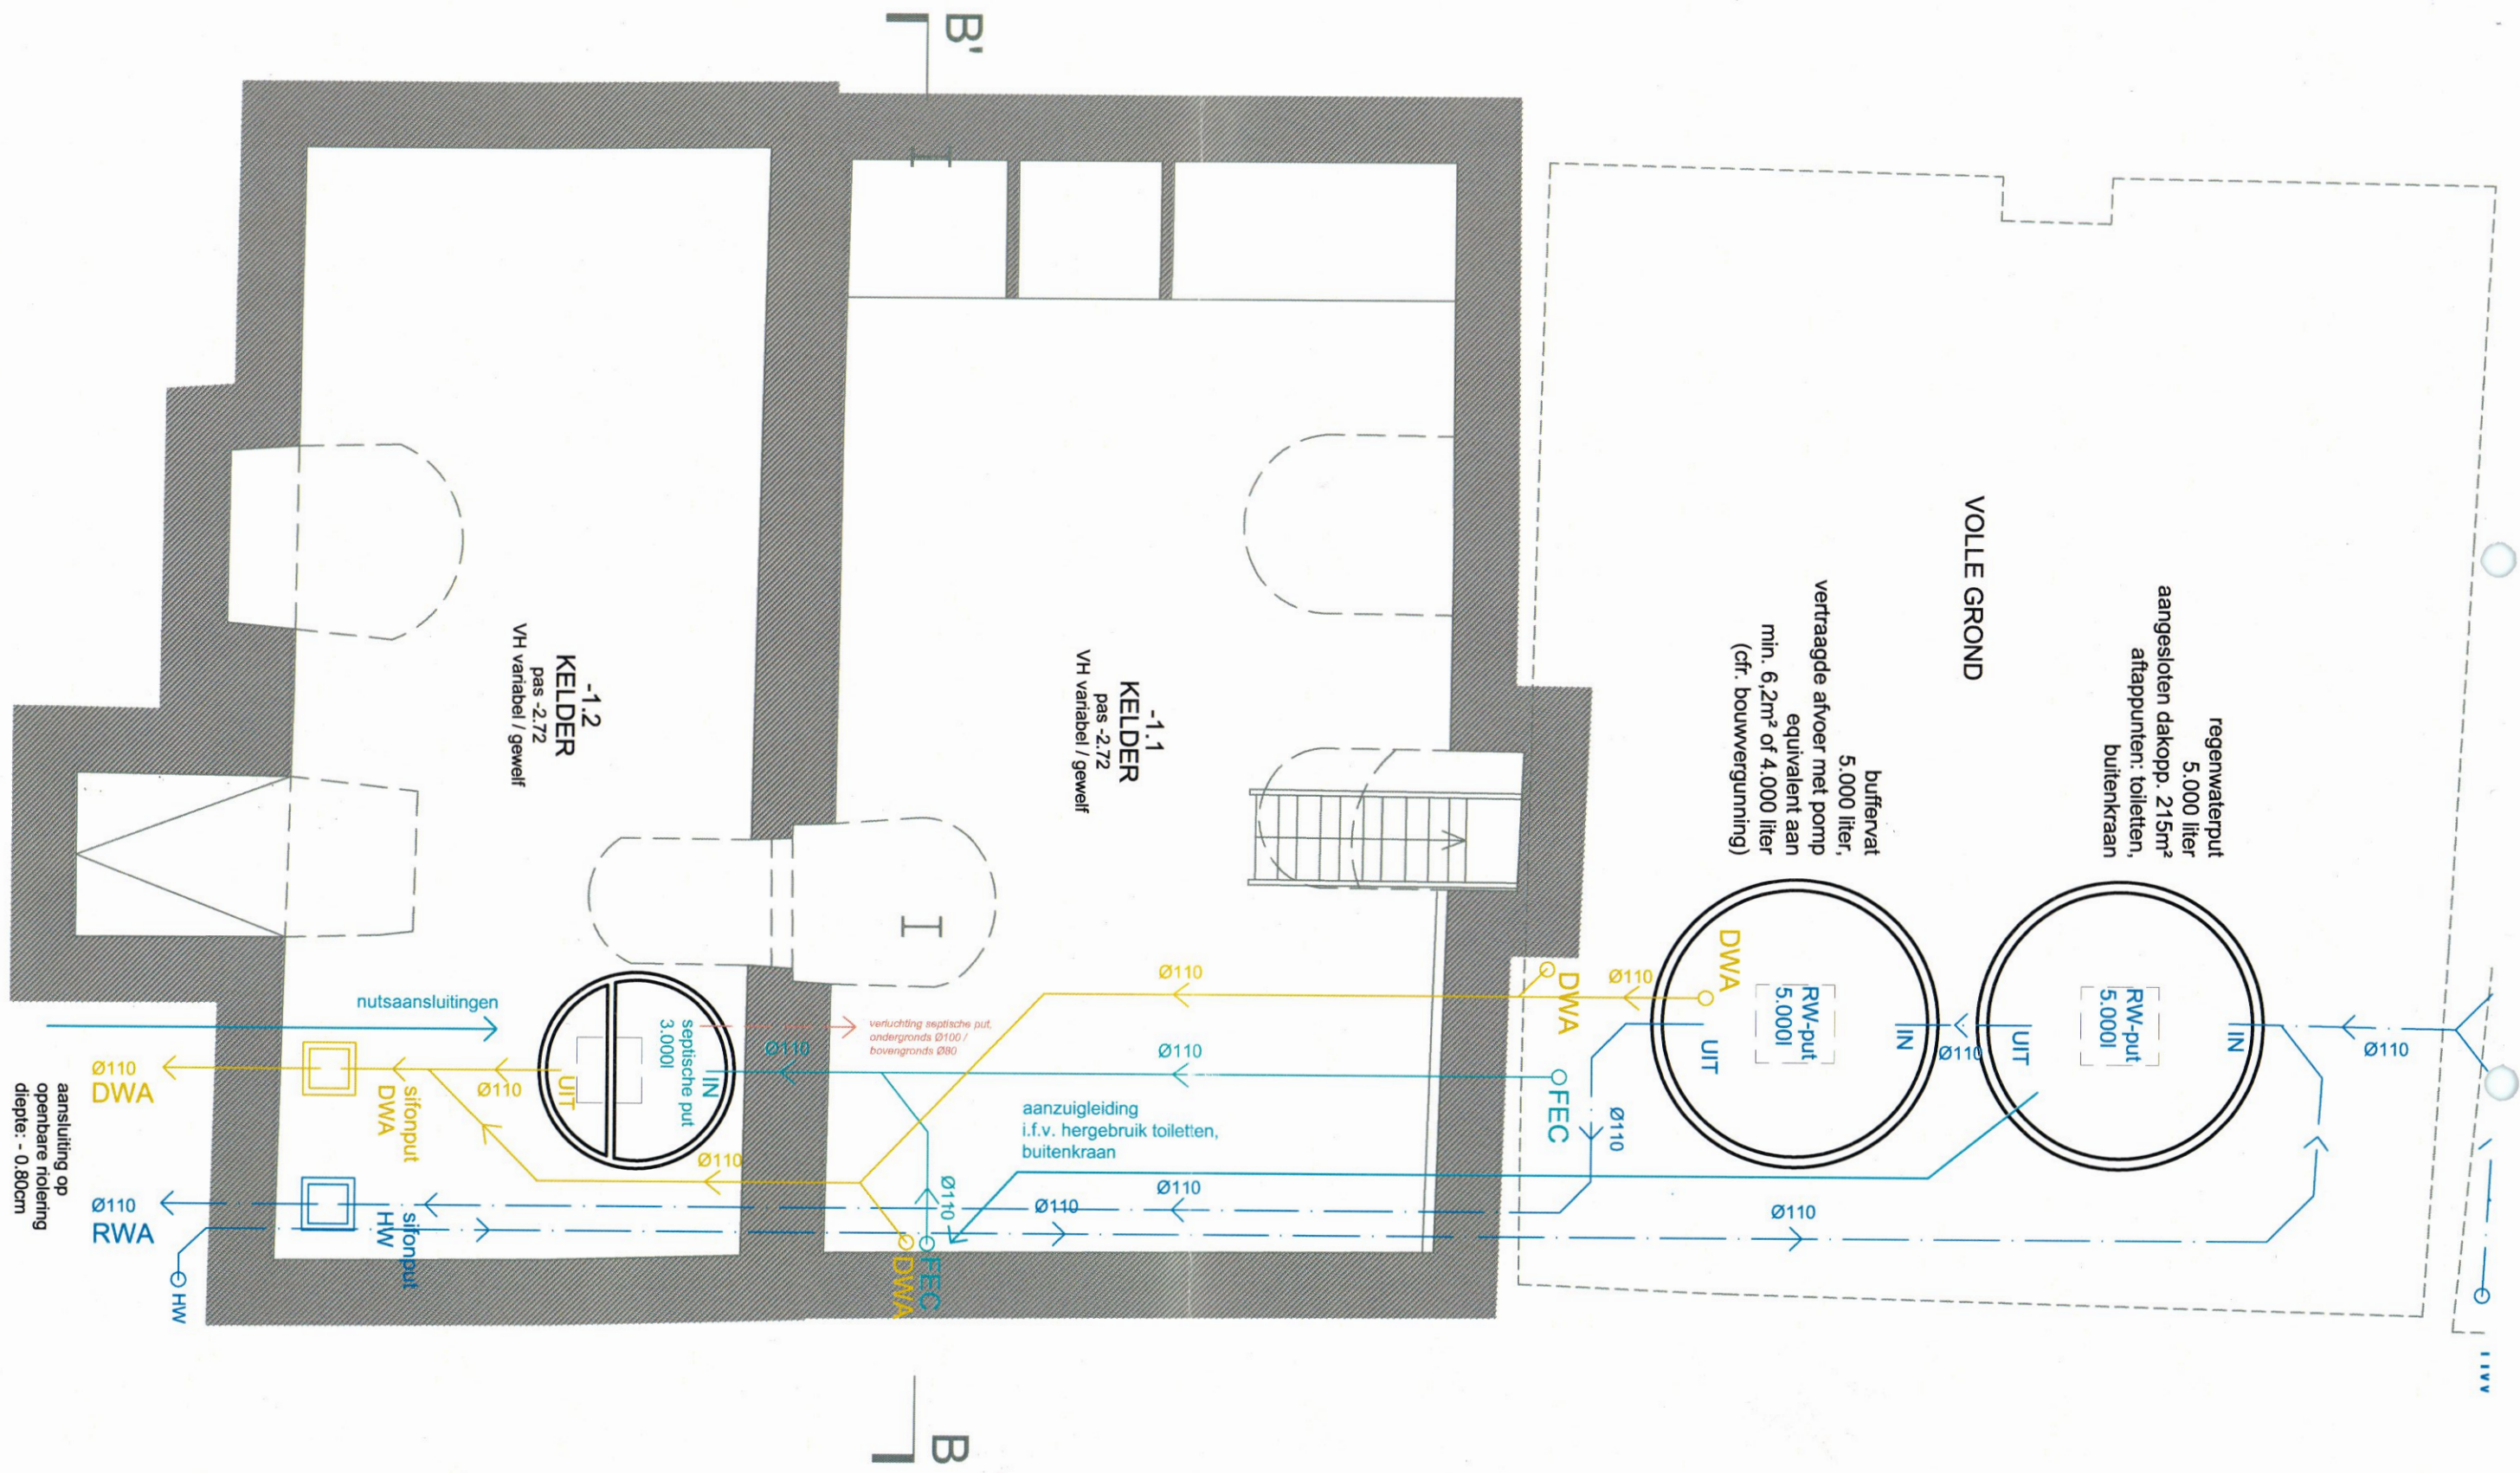 B'
VOLLE GROND
regenwaterput
5.000 liter
aangesloten dakopp. 215m²
aftappunten: toiletten,
buitenkraan
buffervat
5.000 liter,
vertraagde afvoer met pomp
equivalent aan
min. 6,2m² of 4.000 liter
(cfr. bouwvergunning)
-1.1
KELDER
pas -2.72
VH variabel / gewelf
-1.2
KELDER
pas -2.72
VH variabel / gewelf
RW-put
5.000l
IN
UIT
Ø110
Ø110
RW-put
5.000l
IN
UIT
DWA
Ø110
DWA
Ø110
FEC
Ø110
Ø110
Ø110
Ø110
Ø110
Ø110
aanzuigleiding
i.f.v. hergebruik toiletten,
buitenkraan
verluchting septische put,
ondergronds Ø100 /
bovengronds Ø80
Ø110
septische put
3.000l
IN
UIT
Ø110
Ø110
FEC
DWA
nutsaansluitingen
sifonput
DWA
sifonput
HW
Ø110
DWA
Ø110
RWA
HW
aansluiting op
openbare riolering
diepte: - 0.80cm
B